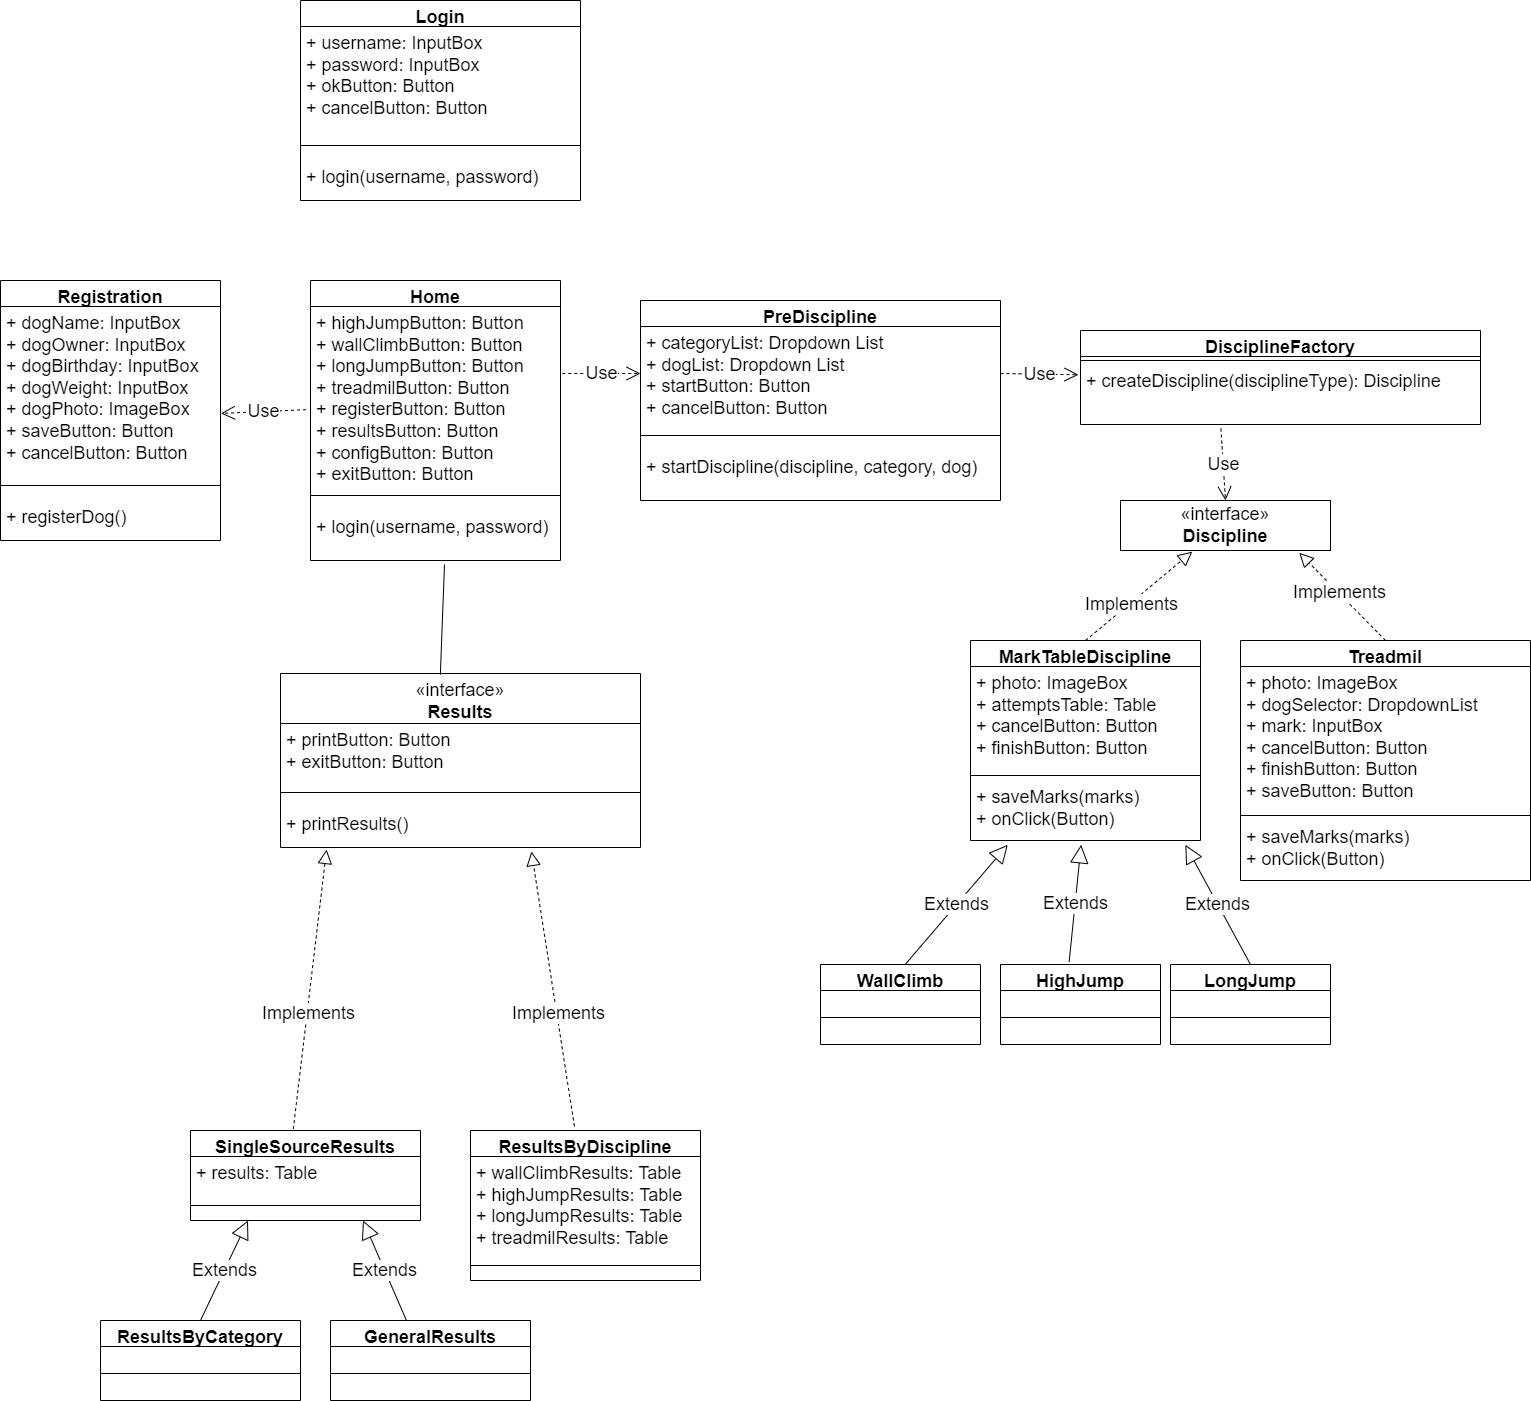 Login
+ username: InputBox
+ password: InputBox
+ okButton: Button
+ cancelButton: Button
+ login(username, password)
Registration
+ dogName: InputBox
+ dogOwner: InputBox
+ dogBirthday: InputBox
+ dogWeight: InputBox
+ dogPhoto: ImageBox
+ saveButton: Button
+ cancelButton: Button
+ registerDog()
Use
Home
+ highJumpButton: Button
+ wallClimbButton: Button
+ longJumpButton: Button
+ treadmilButton: Button
+ registerButton: Button
+ resultsButton: Button
+ configButton: Button
+ exitButton: Button
+ login(username, password)
Use
PreDiscipline
+ categoryList: Dropdown List
+ dogList: Dropdown List
+ startButton: Button
+ cancelButton: Button
+ startDiscipline(discipline, category, dog)
Use
DisciplineFactory
+ createDiscipline(disciplineType): Discipline
Use
«interface»
Discipline
Implements
Implements
MarkTableDiscipline
+ photo: ImageBox
+ attemptsTable: Table
+ cancelButton: Button
+ finishButton: Button
+ saveMarks(marks)
+ onClick(Button)
Treadmil
+ photo: ImageBox
+ dogSelector: DropdownList
+ mark: InputBox
+ cancelButton: Button
+ finishButton: Button
+ saveButton: Button
+ saveMarks(marks)
+ onClick(Button)
Extends
Extends
Extends
WallClimb
HighJump
LongJump
«interface»
Results
+ printButton: Button
+ exitButton: Button
+ printResults()
Implements
Implements
SingleSourceResults
+ results: Table
ResultsByDiscipline
+ wallClimbResults: Table
+ highJumpResults: Table
+ longJumpResults: Table
+ treadmilResults: Table
Extends
Extends
ResultsByCategory
GeneralResults